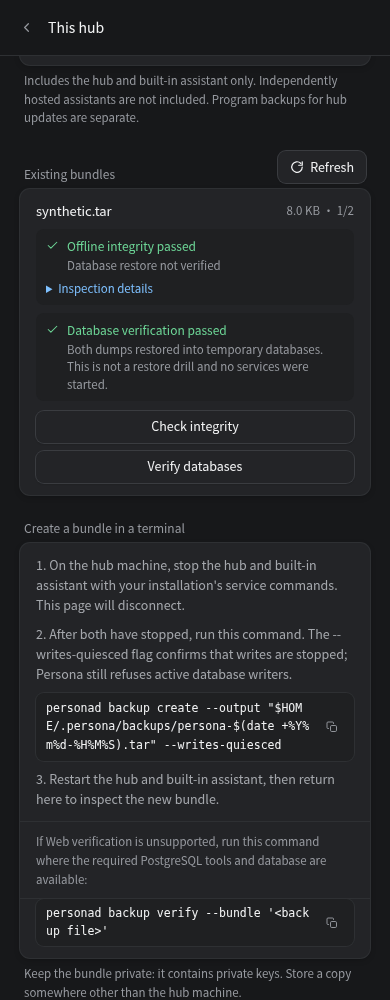 This hub
Includes the hub and built-in assistant only. Independently
hosted assistants are not included. Program backups for hub
updates are separate.
Existing bundles
Refresh
synthetic.tar
8.0 KB • 1/2
Offline integrity passed
Database restore not verified
Inspection details
Database verification passed
Both dumps restored into temporary databases.
This is not a restore drill and no services were
started.
Check integrity
Verify databases
Create a bundle in a terminal
1. On the hub machine, stop the hub and built-in
assistant with your installation's service commands.
This page will disconnect.
2. After both have stopped, run this command. The --
writes-quiesced flag confirms that writes are stopped;
Persona still refuses active database writers.
personad backup create --output "$HOM
E/.persona/backups/persona-$(date +%Y%
m%d-%H%M%S).tar" --writes-quiesced
3. Restart the hub and built-in assistant, then return
here to inspect the new bundle.
If Web verification is unsupported, run this command
where the required PostgreSQL tools and database are
available:
personad backup verify --bundle '<back
up file>'
Keep the bundle private: it contains private keys. Store a copy
somewhere other than the hub machine.